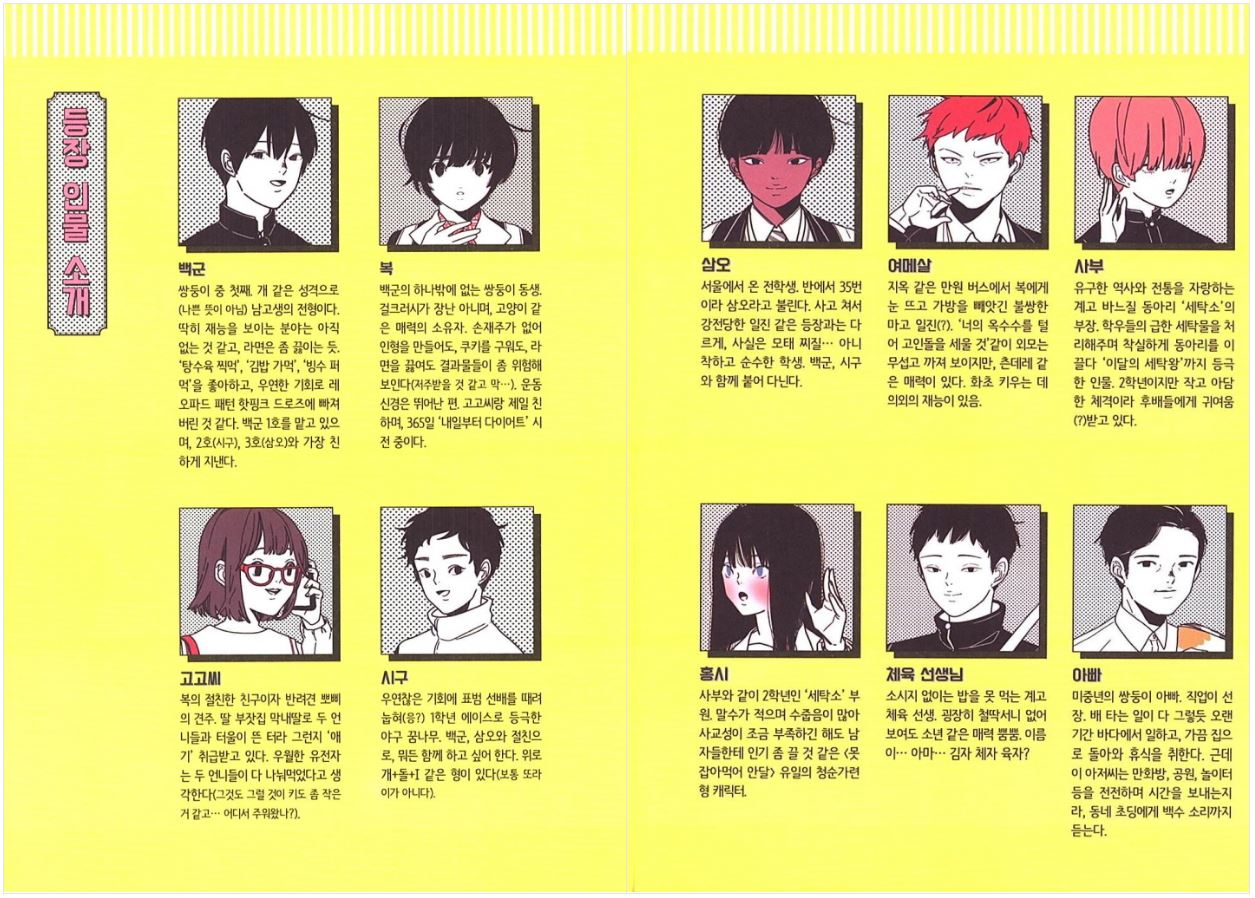 등장 인물 소개
백군
쌍둥이 중 첫째. 개 같은 성격으로
(나쁜 뜻이 아님) 남고생의 전형이다.
딱히 재능을 보이는 분야는 아직
없는 것 같고, 라면은 좀 끓이는 듯.
‘탕수육 찍먹’, ‘김밥 가먹’, ‘빙수 퍼
먹’을 좋아하고, 우연한 기회로 레
오파드 패턴 핫핑크 드로즈에 빠져
버린 것 같다. 백군 1호를 맡고 있으
며, 2호(시구), 3호(삼오)와 가장 친
하게 지낸다.
복
백군의 하나밖에 없는 쌍둥이 동생.
걸크러시가 장난 아니며, 고양이 같
은 매력의 소유자. 손재주가 없어
인형을 만들어도, 쿠키를 구워도, 라
면을 끓여도 결과물들이 좀 위험해
보인다(저주받을 것 같고 막…). 운동
신경은 뛰어난 편. 고고씨랑 제일 친
하며, 365일 ‘내일부터 다이어트’ 시
전 중이다.
고고씨
복의 절친한 친구이자 반려견 뽀삐
의 견주. 딸 부잣집 막내딸로 두 언
니들과 터울이 뜬 터라 그런지 ‘애
기’ 취급받고 있다. 우월한 유전자
는 두 언니들이 다 나눠먹었다고 생
각한다(그것도 그럴 것이 키도 좀 작은
거 같고… 어디서 주워왔나?).
시구
우연찮은 기회에 표범 선배를 때려
눕혀(응?) 1학년 에이스로 등극한
야구 꿈나무. 백군, 삼오와 절친으
로, 뭐든 함께 하고 싶어 한다. 위로
개+돌+I 같은 형이 있다(보통 또라
이가 아니다).
삼오
서울에서 온 전학생. 반에서 35번
이라 삼오라고 불린다. 사고 쳐서
강전당한 일진 같은 등장과는 다
르게, 사실은 모태 찌질… 아니
착하고 순수한 학생. 백군, 시구
와 함께 붙어 다닌다.
여메살
지옥 같은 만원 버스에서 복에게
눈 뜨고 가방을 빼앗긴 불쌍한
마고 일진(?). ‘너의 옥수수를 털
어 고인돌을 세울 것’같이 외모는
무섭고 까져 보이지만, 츤데레 같
은 매력이 있다. 화초 키우는 데
의외의 재능이 있음.
사부
유구한 역사와 전통을 자랑하는
계고 바느질 동아리 ‘세탁소’의
부장. 학우들의 급한 세탁물을 처
리해주며 착실하게 동아리를 이
끌다 ‘이달의 세탁왕’까지 등극
한 인물. 2학년이지만 작고 아담
한 체격이라 후배들에게 귀여움
(?)받고 있다.
홍시
사부와 같이 2학년인 ‘세탁소’ 부
원. 말수가 적으며 수줍음이 많아
사교성이 조금 부족하긴 해도 남
자들한테 인기 좀 끌 것 같은 <못
잡아먹어 안달> 유일의 청순가련
형 캐릭터.
체육 선생님
소시지 없이는 밥을 못 먹는 계고
체육 선생. 굉장히 철딱서니 없어
보여도 소년 같은 매력 뿜뿜. 이름
이… 아마… 김자 체자 육자?
아빠
미중년의 쌍둥이 아빠. 직업이 선
장. 배 타는 일이 다 그렇듯 오랜
기간 바다에서 일하고, 가끔 집으
로 돌아와 휴식을 취한다. 근데
이 아저씨는 만화방, 공원, 놀이터
등을 전전하며 시간을 보내는지
라, 동네 초딩에게 백수 소리까지
듣는다.